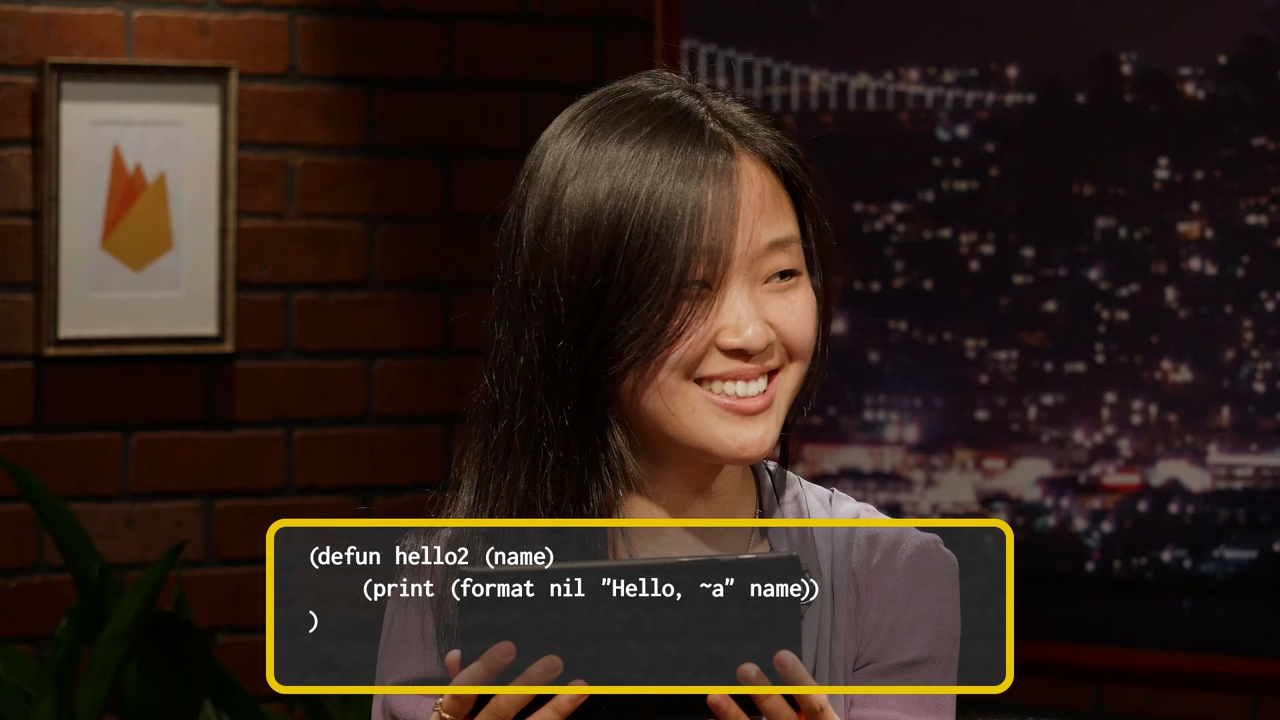 (defun hello2 (name)
    (print (format nil "Hello, ~a" name))
)